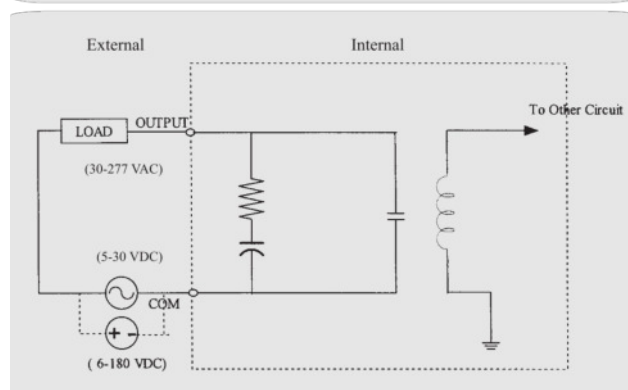 External
Internal
To Other Circuit
LOAD
OUTPUT
(30-277 VAC)
(5-30 VDC)
COM
+ -
( 6-180 VDC)